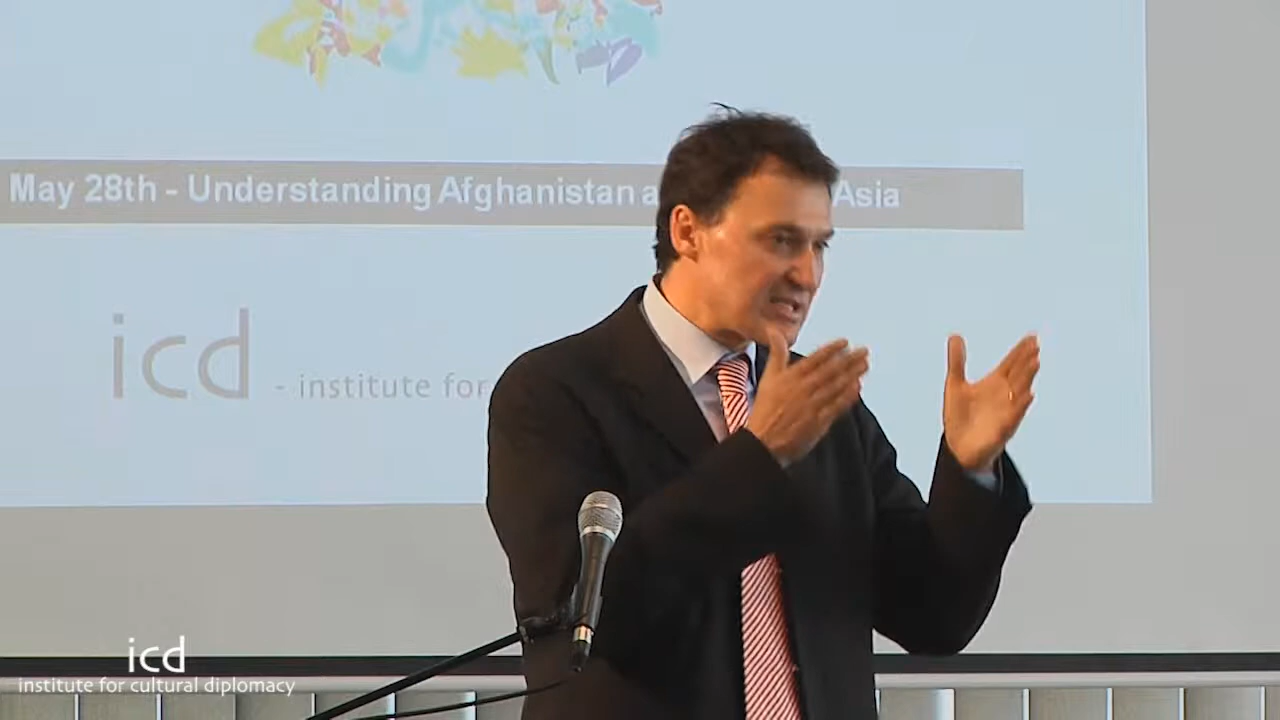 May 28th - Understanding Afghanistan a Asia
icd - institute for
icd
institute for cultural diplomacy